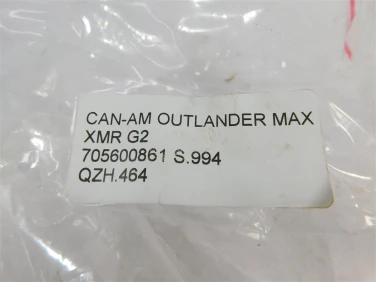 CAN-AM OUTLANDER MAX
XMR G2
705600861 S.994
QZH.464